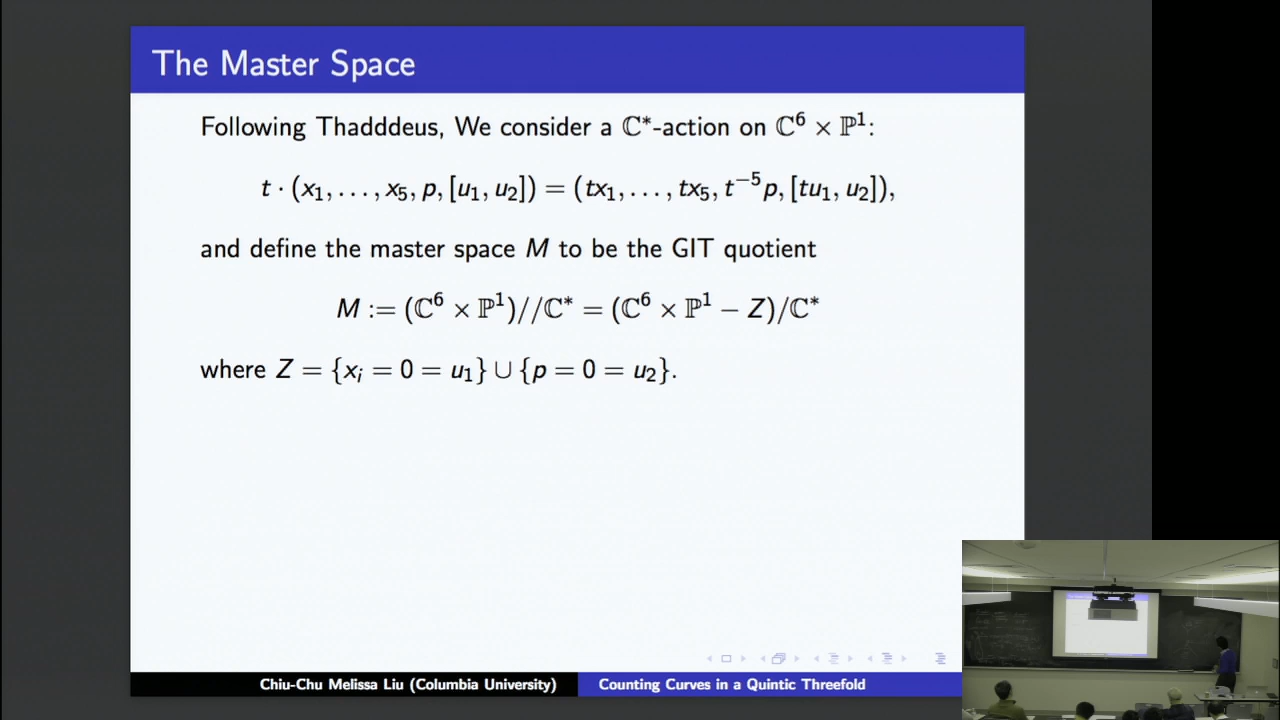 The Master Space
Following Thadddeus, We consider a ℂ*-action on ℂ⁶ × ℙ¹:
t · (x₁, . . . , x₅, p, [u₁, u₂]) = (tx₁, . . . , tx₅, t⁻⁵p, [tu₁, u₂]),
and define the master space M to be the GIT quotient
M := (ℂ⁶ × ℙ¹)//ℂ* = (ℂ⁶ × ℙ¹ − Z)/ℂ*
where Z = {xᵢ = 0 = u₁} ∪ {p = 0 = u₂}.
Chiu-Chu Melissa Liu (Columbia University)
Counting Curves in a Quintic Threefold